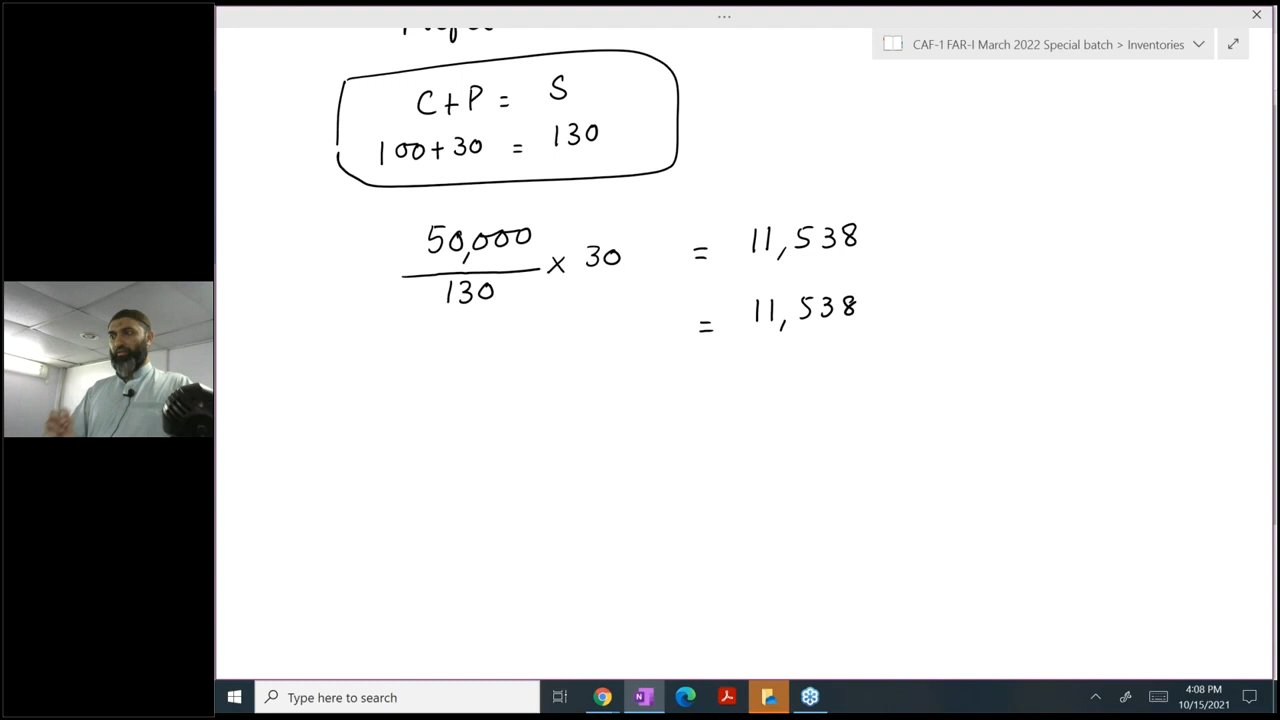 CAF-1 FAR-I March 2022 Special batch > Inventories
C + P = S
100 + 30 = 130
50,000
130
× 30 = 11,538
= 11,538
Type here to search
4:08 PM
10/15/2021